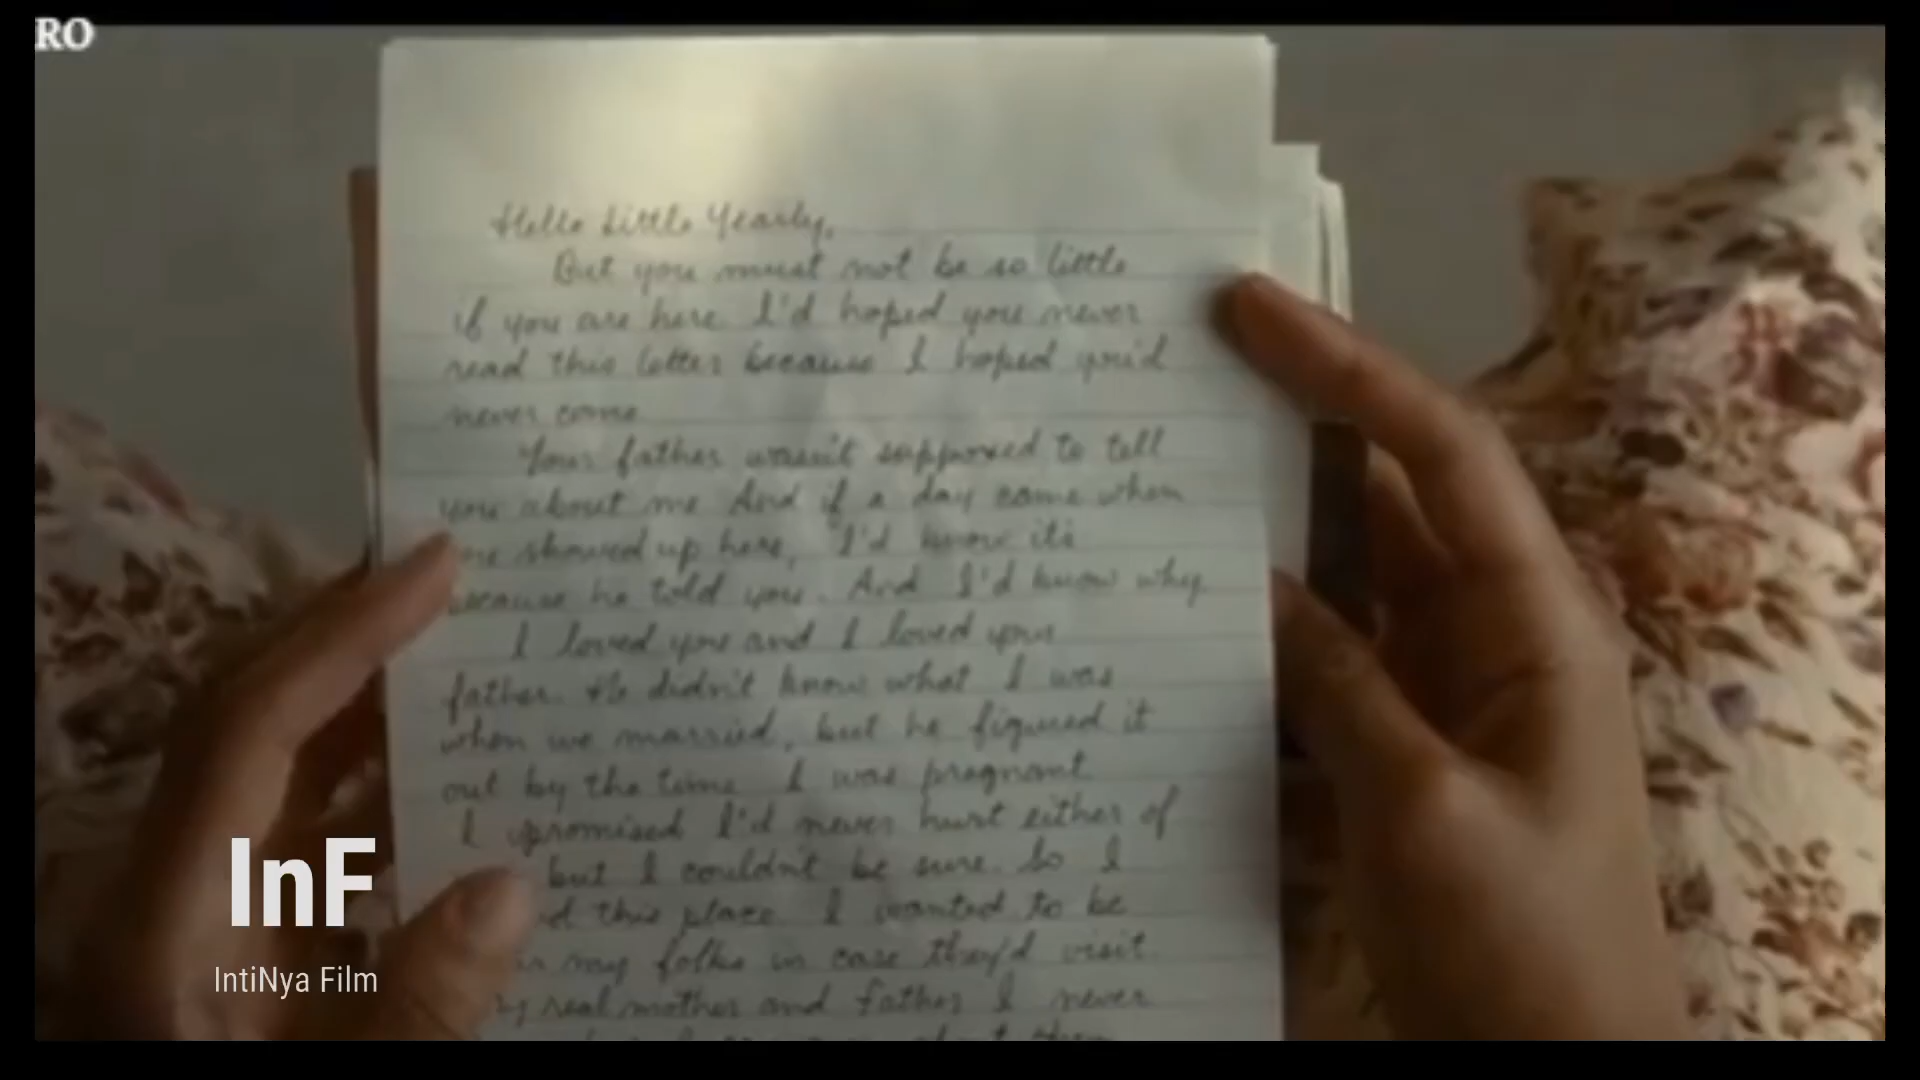 RO
Hello Little Yearly,
But you must not be so little
if you are here I'd hoped you never
read this letter because I hoped you'd
never come
Your father wasn't supposed to tell
you about me And if a day came when
showed up here, I'd know it's
because he told you. And I'd know why
I loved you and I loved your
father. He didn't know what I was
when we married, but he figured it
out by the time I was pregnant
I promised I'd never hurt either of
but I couldn't be sure. So I
this place I wanted to be
my folks in case they'd visit.
real mother and father I never
about them
InF
IntiNya Film